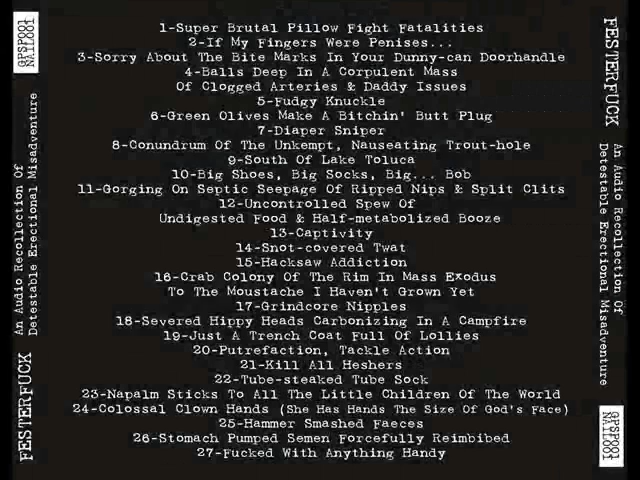 1-Super Brutal Pillow Fight Fatalities
2-If My Fingers Were Penises...
3-Sorry About The Bite Marks In Your Dunny-can Doorhandle
4-Balls Deep In A Corpulent Mass
Of Clogged Arteries & Daddy Issues
5-Fudgy Knuckle
6-Green Olives Make A Bitchin' Butt Plug
7-Diaper Sniper
8-Conundrum Of The Unkempt, Nauseating Trout-hole
9-South Of Lake Toluca
10-Big Shoes, Big Socks, Big... Bob
11-Gorging On Septic Seepage Of Ripped Nips & Split Clits
12-Uncontrolled Spew Of
Undigested Food & Half-metabolized Booze
13-Captivity
14-Snot-covered Twat
15-Hacksaw Addiction
16-Crab Colony Of The Rim In Mass Exodus
To The Moustache I Haven't Grown Yet
17-Grindcore Nipples
18-Severed Hippy Heads Carbonizing In A Campfire
19-Just A Trench Coat Full Of Lollies
20-Putrefaction, Tackle Action
21-Kill All Heshers
22-Tube-steaked Tube Sock
23-Napalm Sticks To All The Little Children Of The World
24-Colossal Clown Hands (She Has Hands The Size Of God's Face)
25-Hammer Smashed Faeces
26-Stomach Pumped Semen Forcefully Reimbibed
27-Fucked With Anything Handy
FESTERFUCK
An Audio Recollection Of
Detestable Erectional Misadventure
GPSP001
NAIL001
FESTERFUCK
An Audio Recollection Of
Detestable Erectional Misadventure
GPSP001
NAIL001